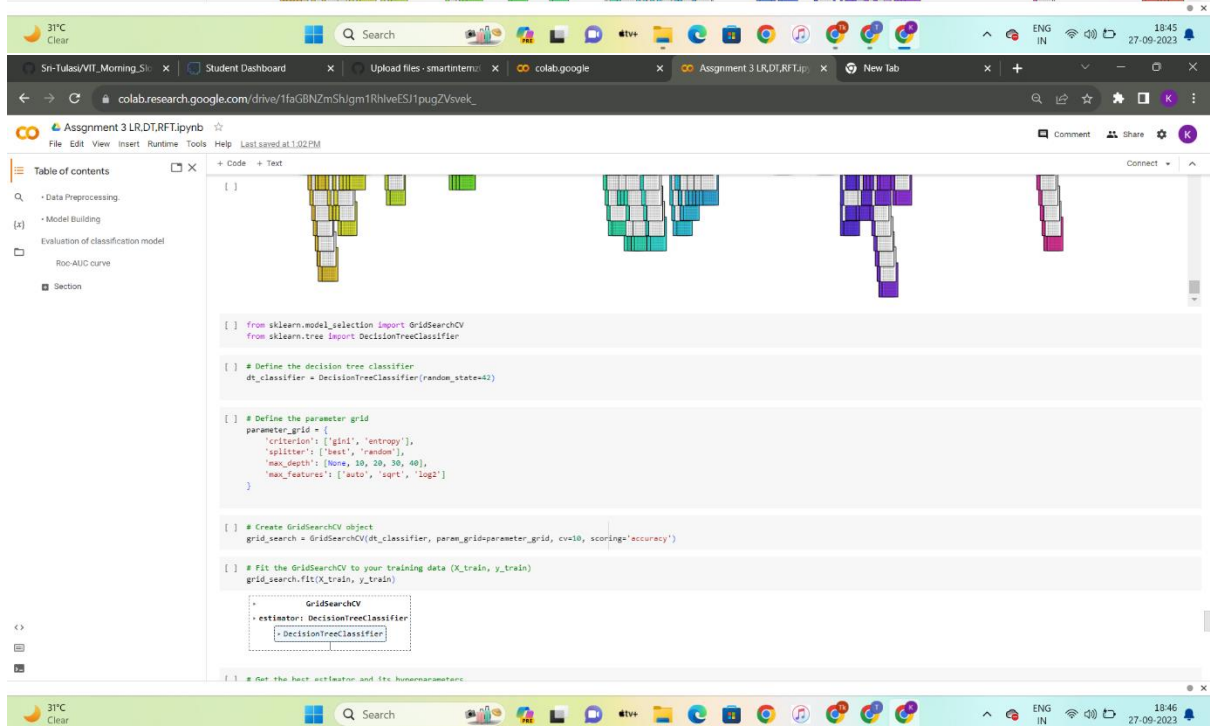 31°C
Clear
Search
tv+
ENG
IN
18:45
27-09-2023
Sri-Tulasi/VIT_Morning_Slo
Student Dashboard
Upload files · smartinternz
colab.google
Assgnment 3 LR,DT,RFT.ip
New Tab
colab.research.google.com/drive/1faGBNZmShJgm1RhlveESJ1pugZVsvek_
K
Assgnment 3 LR,DT,RFT.ipynb
File Edit View Insert Runtime Tools Help Last saved at 1:02 PM
Comment
Share
K
Table of contents
+ Code + Text
Connect
Data Preprocessing.
Model Building
Evaluation of classification model
Roc-AUC curve
Section
[ ]
[ ] from sklearn.model_selection import GridSearchCV
from sklearn.tree import DecisionTreeClassifier
[ ] # Define the decision tree classifier
dt_classifier = DecisionTreeClassifier(random_state=42)
[ ] # Define the parameter grid
parameter_grid = {
'criterion': ['gini', 'entropy'],
'splitter': ['best', 'random'],
'max_depth': [None, 10, 20, 30, 40],
'max_features': ['auto', 'sqrt', 'log2']
}
[ ] # Create GridSearchCV object
grid_search = GridSearchCV(dt_classifier, param_grid=parameter_grid, cv=10, scoring='accuracy')
[ ] # Fit the GridSearchCV to your training data (X_train, y_train)
grid_search.fit(X_train, y_train)
GridSearchCV
estimator: DecisionTreeClassifier
DecisionTreeClassifier
[ ] # Get the best estimator and its hyperparameters
31°C
Clear
Search
tv+
ENG
IN
18:46
27-09-2023